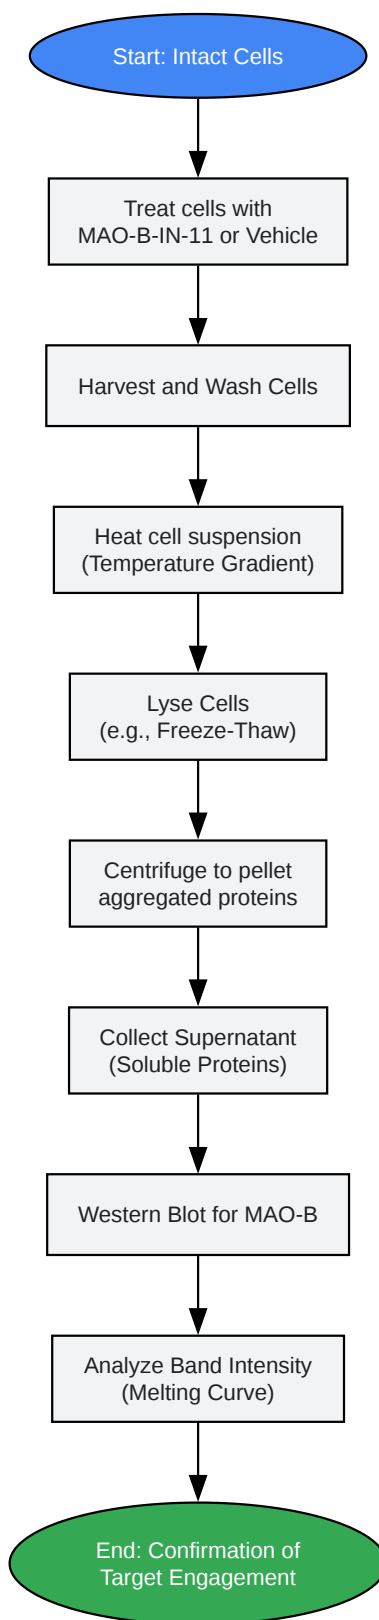 Start: Intact Cells
Treat cells with
MAO-B-IN-11 or Vehicle
Harvest and Wash Cells
Heat cell suspension
(Temperature Gradient)
Lyse Cells
(e.g., Freeze-Thaw)
Centrifuge to pellet
aggregated proteins
Collect Supernatant
(Soluble Proteins)
Western Blot for MAO-B
Analyze Band Intensity
(Melting Curve)
End: Confirmation of
Target Engagement